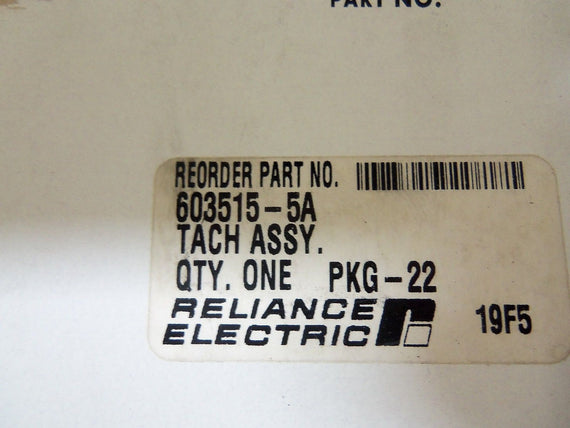 PART NO.
REORDER PART NO.
603515-5A
TACH ASSY.
QTY. ONE PKG-22
RELIANCE
ELECTRIC
19F5